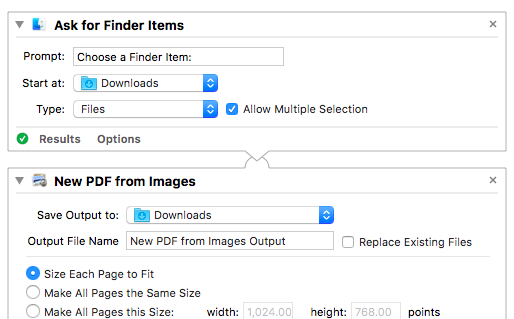 Ask for Finder Items
Prompt: Choose a Finder Item:
Start at: Downloads
Type: Files Allow Multiple Selection
Results Options
New PDF from Images
Save Output to: Downloads
Output File Name New PDF from Images Output Replace Existing Files
Size Each Page to Fit
Make All Pages the Same Size
Make All Pages this Size: width: 1,024.00 height: 768.00 points